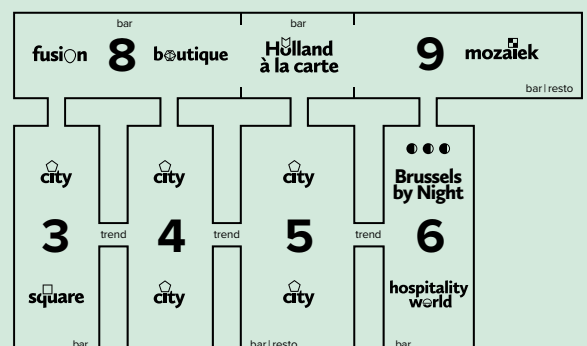 bar
bar
fusion
8
boutique
Holland
à la carte
9
mozaïek
bar | resto
city
city
city
Brussels
by Night
3
trend
4
trend
5
trend
6
square
city
city
hospitality
world
bar
bar | resto
bar